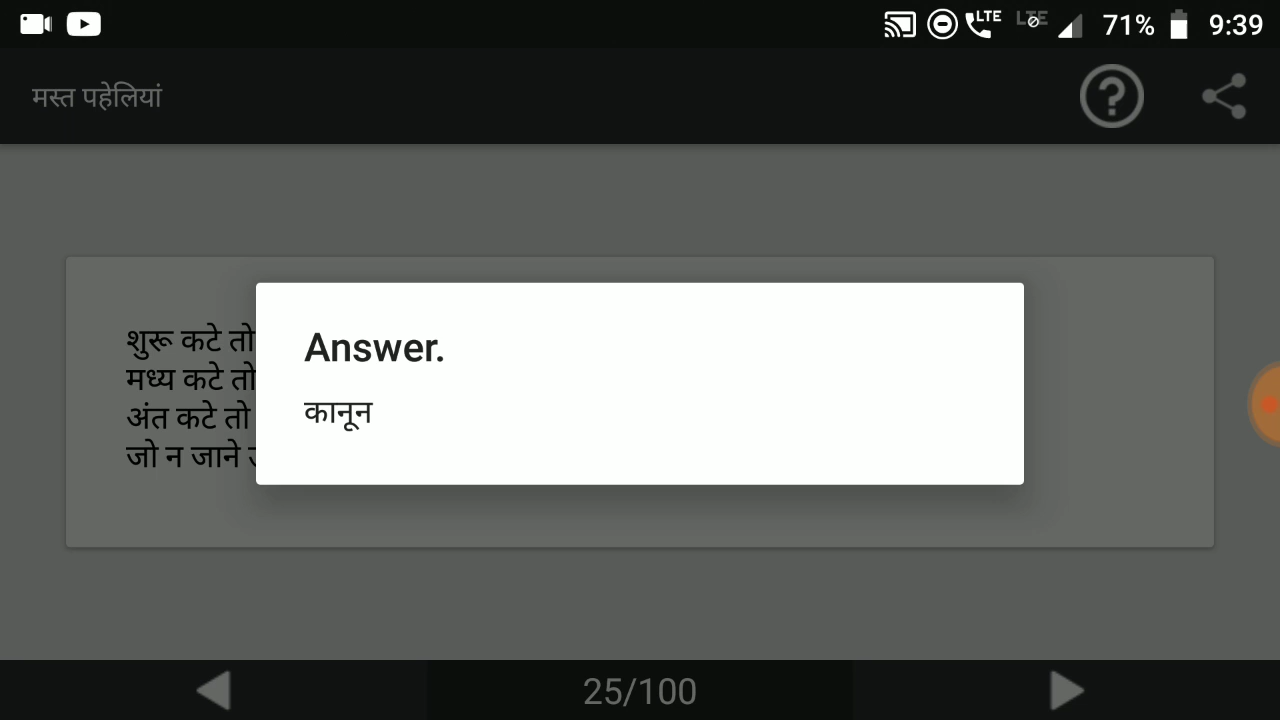 LTE LTE 71% 9:39
मस्त पहेलियां
शुरू कटे तो
मध्य कटे तो
अंत कटे तो
जो न जाने
Answer.
कानून
25/100